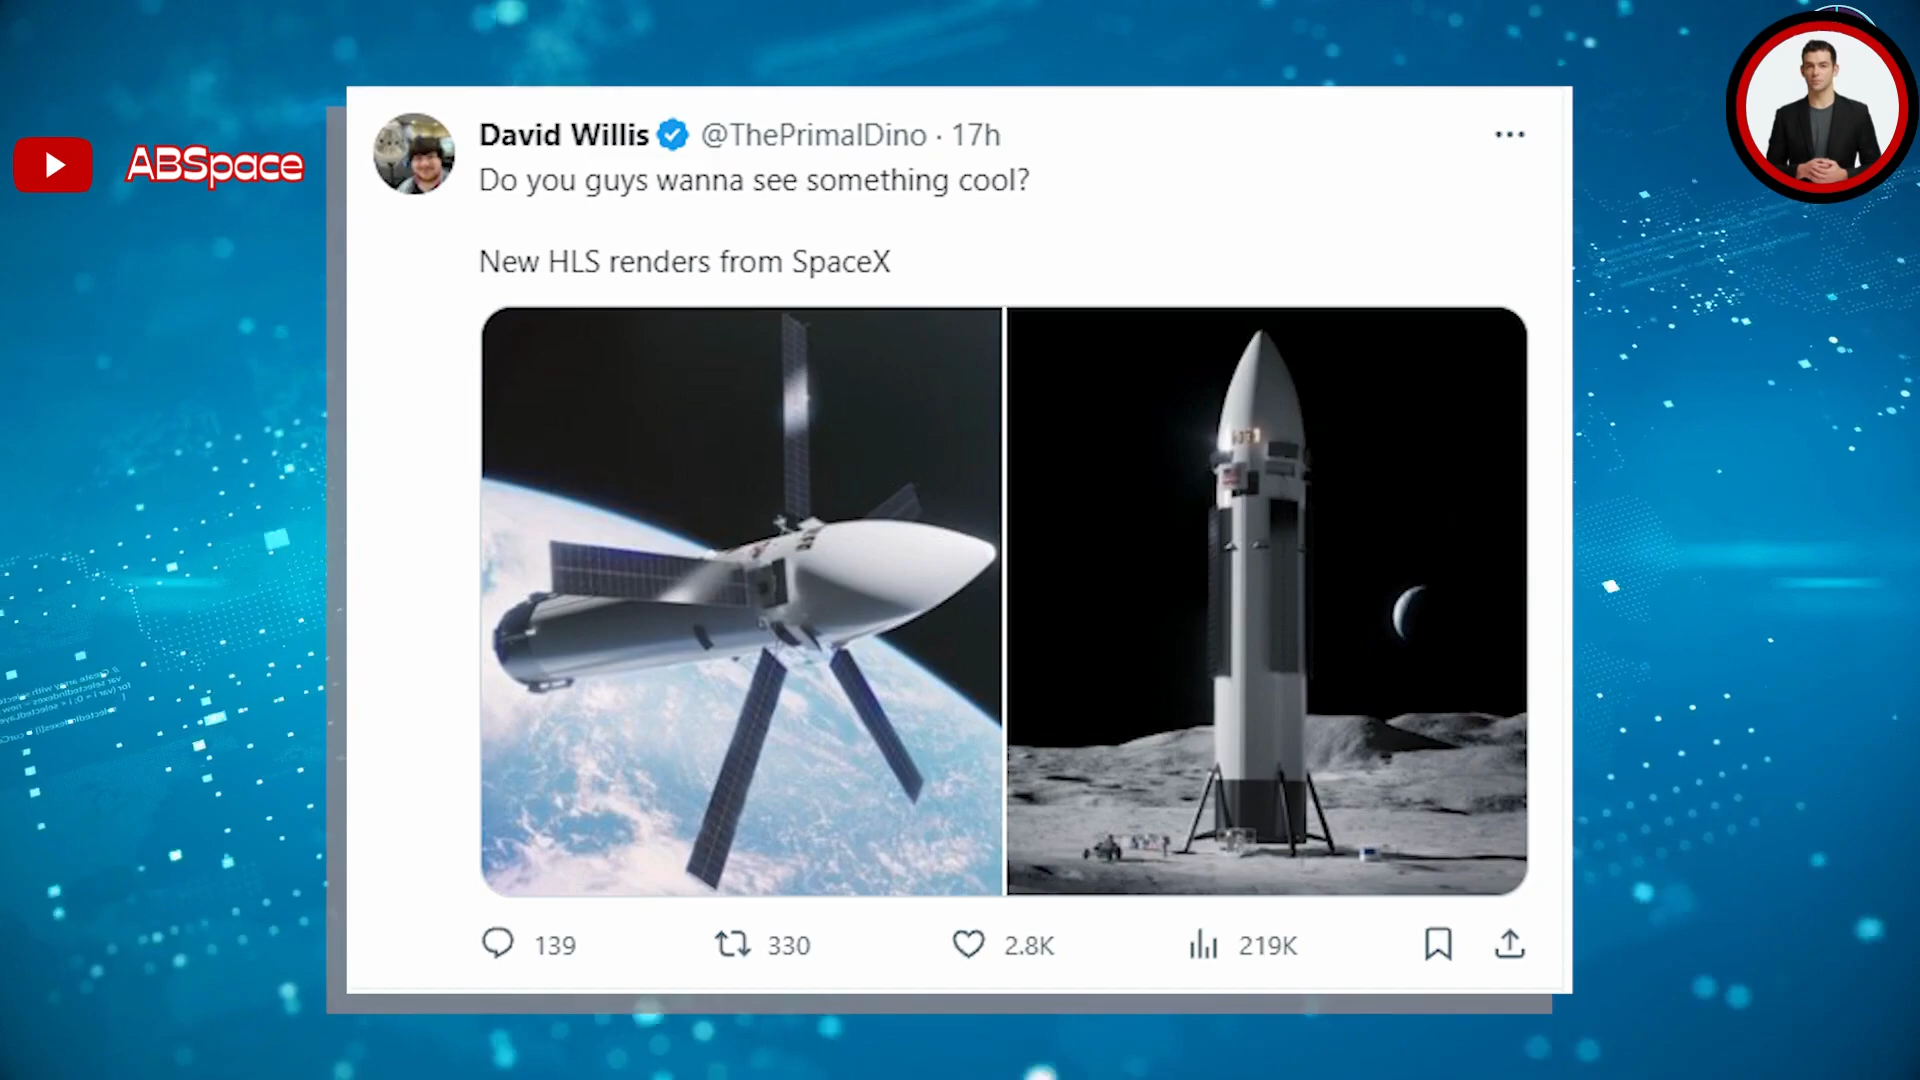 ABSpace
David Willis @ThePrimalDino · 17h
Do you guys wanna see something cool?
New HLS renders from SpaceX
139 330 2.8K 219K